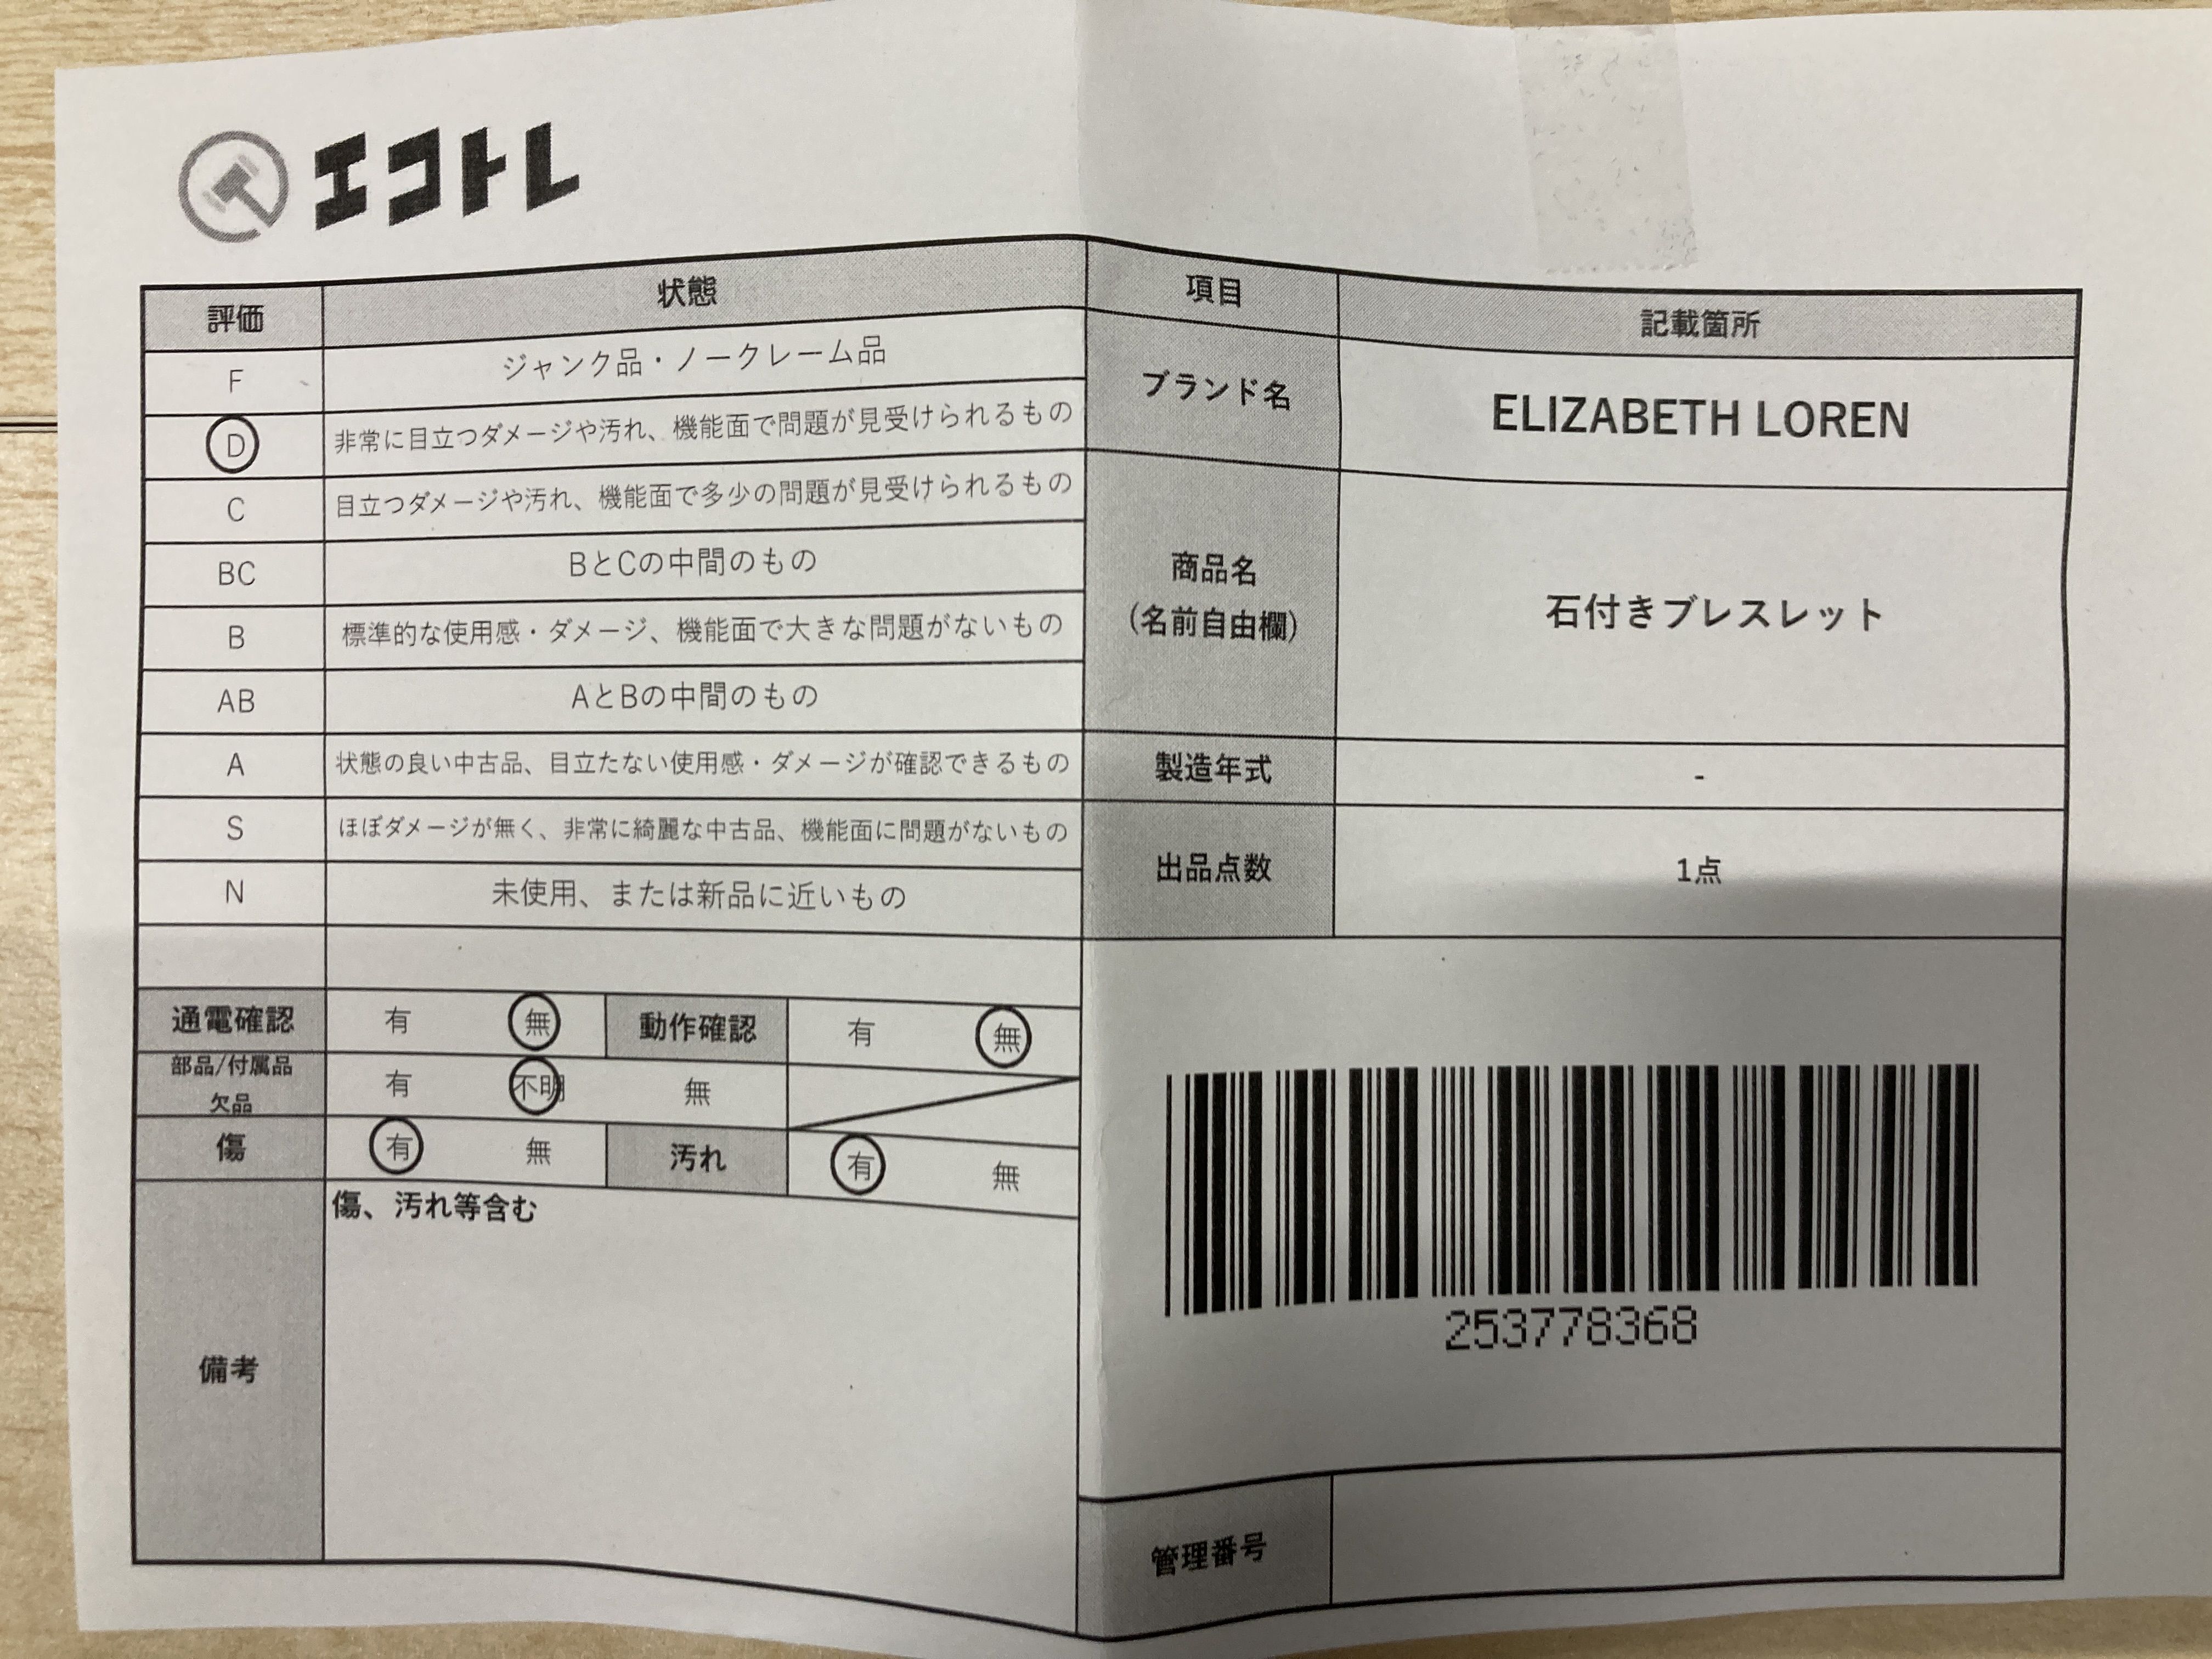 エコトレ
評価 状態
F ジャンク品・ノークレーム品
D 非常に目立つダメージや汚れ、機能面で問題が見受けられるもの
C 目立つダメージや汚れ、機能面で多少の問題が見受けられるもの
BC BとCの中間のもの
B 標準的な使用感・ダメージ、機能面で大きな問題がないもの
AB AとBの中間のもの
A 状態の良い中古品、目立たない使用感・ダメージが確認できるもの
S ほぼダメージが無く、非常に綺麗な中古品、機能面に問題がないもの
N 未使用、または新品に近いもの
通電確認 有 無 動作確認 有 無
部品/付属品
欠品 有 不明 無
傷 有 無 汚れ 有 無
備考 傷、汚れ等含む
項目 記載箇所
ブランド名 ELIZABETH LOREN
商品名
(名前自由欄) 石付きブレスレット
製造年式 -
出品点数 1点
253778368
管理番号